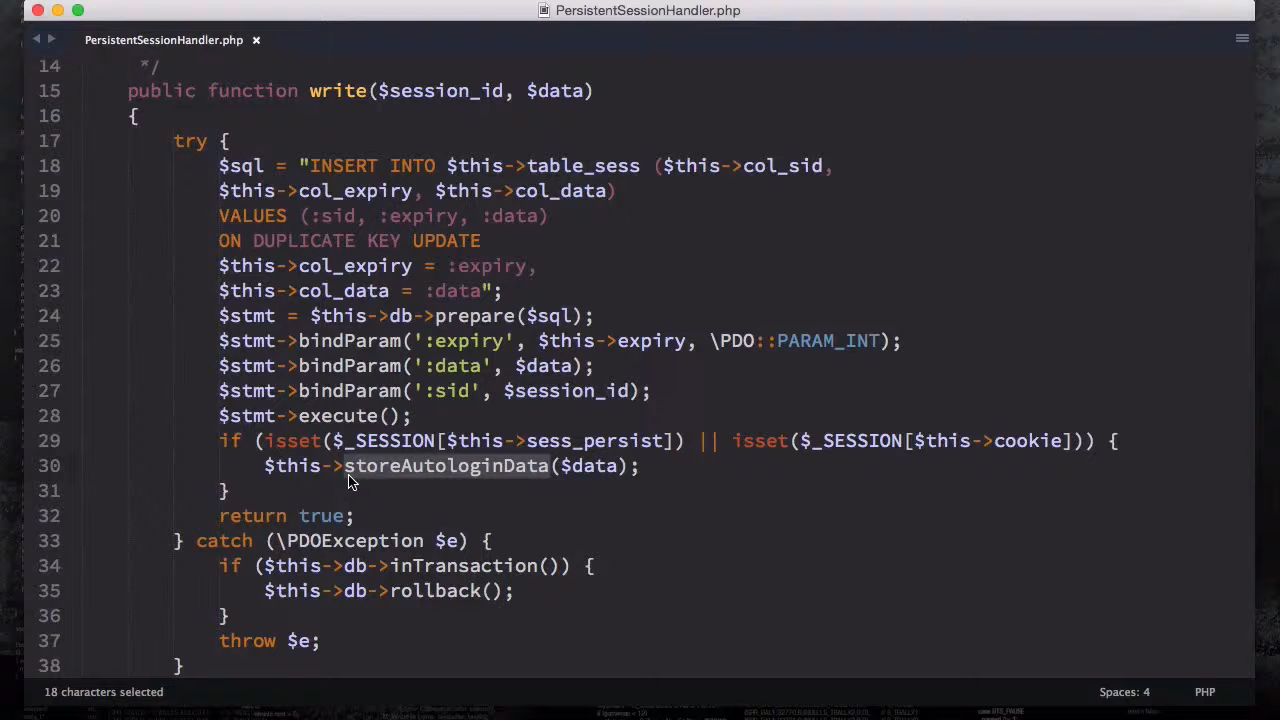 PersistentSessionHandler.php
PersistentSessionHandler.php ×
14 */
15 public function write($session_id, $data)
16 {
17 try {
18 $sql = "INSERT INTO $this->table_sess ($this->col_sid,
19 $this->col_expiry, $this->col_data)
20 VALUES (:sid, :expiry, :data)
21 ON DUPLICATE KEY UPDATE
22 $this->col_expiry = :expiry,
23 $this->col_data = :data";
24 $stmt = $this->db->prepare($sql);
25 $stmt->bindParam(':expiry', $this->expiry, \PDO::PARAM_INT);
26 $stmt->bindParam(':data', $data);
27 $stmt->bindParam(':sid', $session_id);
28 $stmt->execute();
29 if (isset($_SESSION[$this->sess_persist]) || isset($_SESSION[$this->cookie])) {
30 $this->storeAutologinData($data);
31 }
32 return true;
33 } catch (\PDOException $e) {
34 if ($this->db->inTransaction()) {
35 $this->db->rollback();
36 }
37 throw $e;
38 }
18 characters selected Spaces: 4 PHP